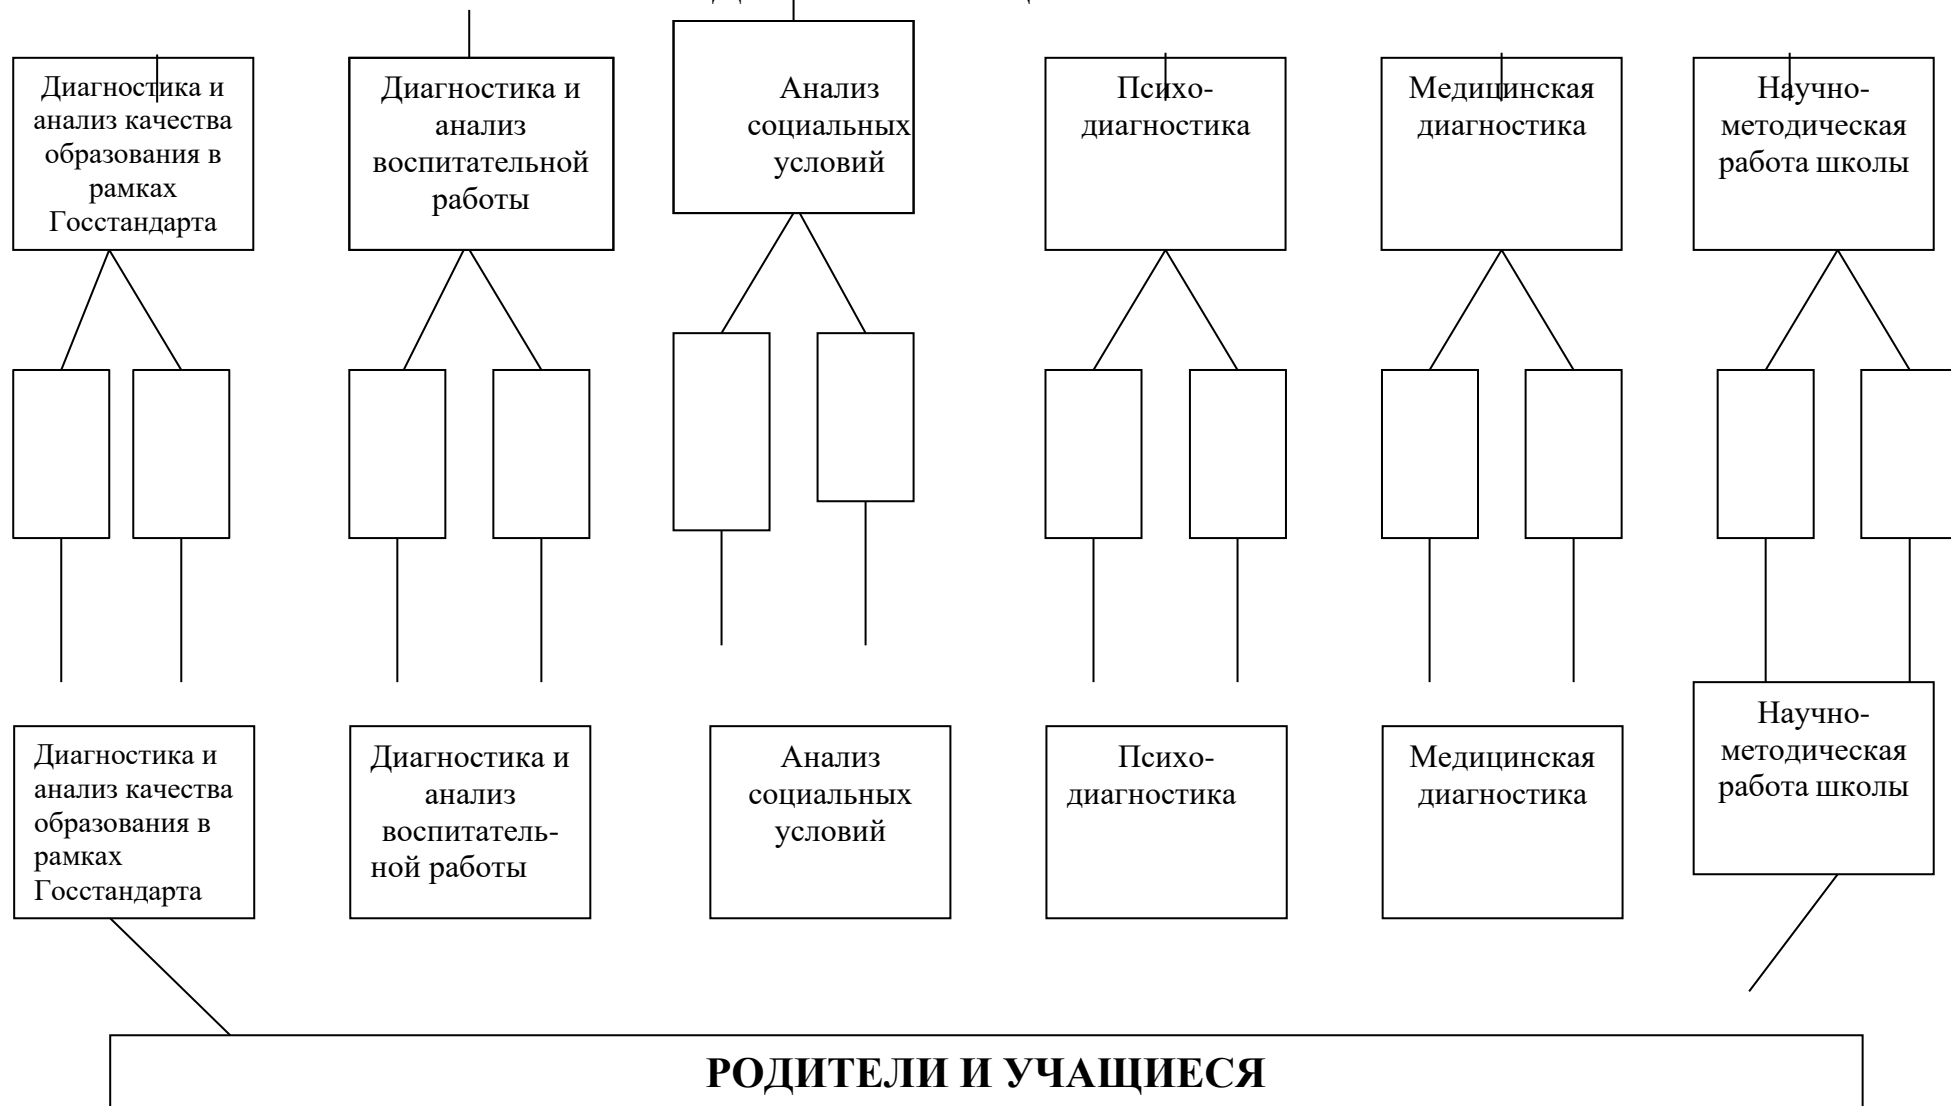 Диагностика и
анализ качества
образования в
рамках
Госстандарта
Диагностика и
анализ
воспитательной
работы
Анализ
социальных
условий
Психо-
диагностика
Медицинская
диагностика
Научно-
методическая
работа школы
Диагностика и
анализ качества
образования в
рамках
Госстандарта
Диагностика и
анализ
воспитатель-
ной работы
Анализ
социальных
условий
Психо-
диагностика
Медицинская
диагностика
Научно-
методическая
работа школы
РОДИТЕЛИ И УЧАЩИЕСЯ